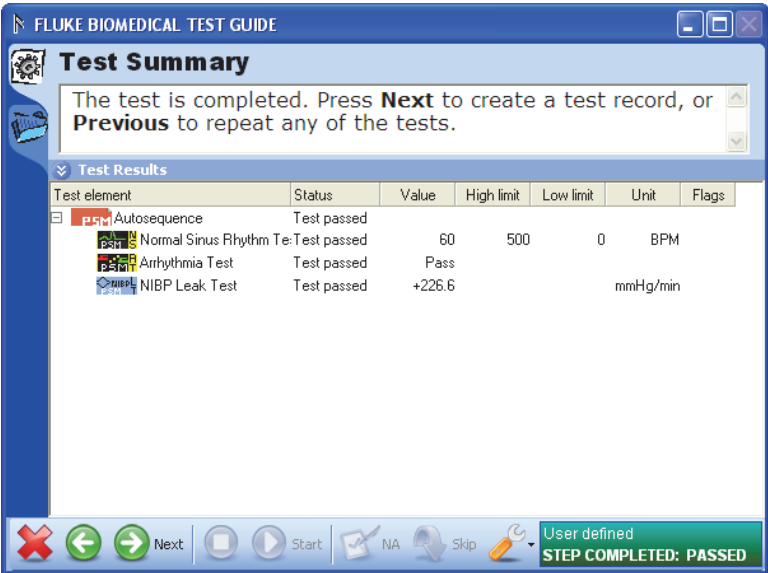 FLUKE BIOMEDICAL TEST GUIDE
Test Summary
The test is completed. Press Next to create a test record, or
Previous to repeat any of the tests.
Test Results
Test element Status Value High limit Low limit Unit Flags
PSM Autosequence Test passed
PSM NS Normal Sinus Rhythm Te: Test passed 60 500 0 BPM
PSM Arrhythmia Test Test passed Pass
NIBP PSM NIBP Leak Test Test passed +226.6 mmHg/min
Next Start NA Skip User defined
STEP COMPLETED: PASSED